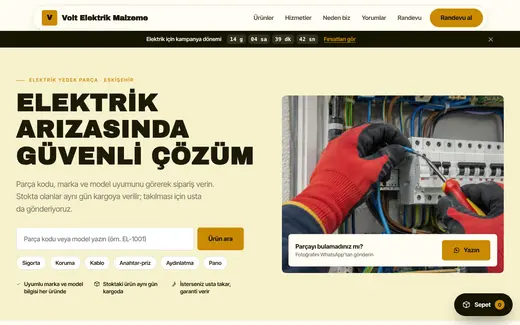 V Volt Elektrik Malzeme
Ürünler Hizmetler Neden biz Yorumlar Randevu Randevu al
Elektrik için kampanya dönemi 14 g 04 sa 39 dk 42 sn Fırsatları gör
ELEKTRİK YEDEK PARÇA · ESKİŞEHİR
ELEKTRİK
ARIZASINDA
GÜVENLİ ÇÖZÜM
Parça kodu, marka ve model uyumunu görerek sipariş verin.
Stokta olanlar aynı gün kargoya verilir; takılması için usta
da gönderiyoruz.
Parça kodu veya model yazın (örn. EL-1001) Ürün ara
Sigorta Koruma Kablo Anahtar-priz Aydınlatma Pano
Uyumlu marka ve model
bilgisi her üründe
Stoktaki ürün aynı gün
kargoda
İsterseniz usta takar,
garanti verir
Parçayı bulamadınız mı?
Fotoğrafını WhatsApp'tan gönderin
Yazın
Sepet 0